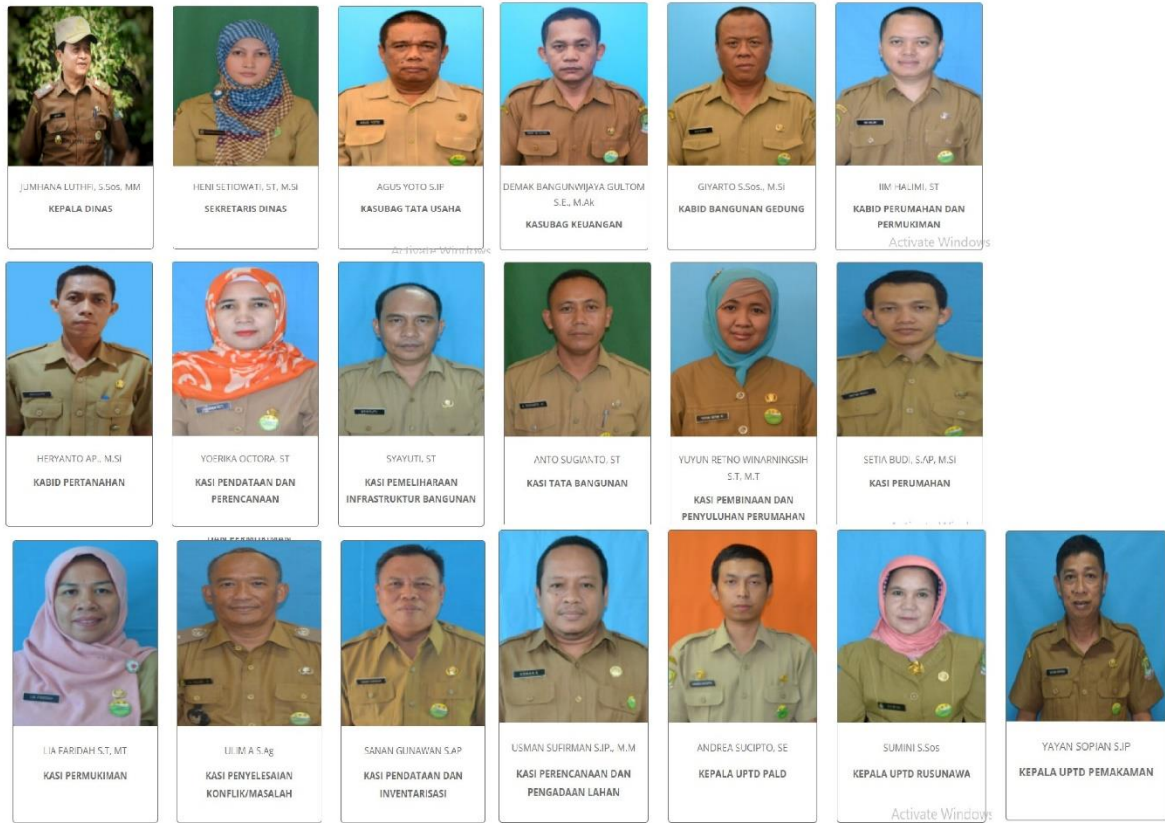 JUMHANA LUTHFI, S.Sos, MM
KEPALA DINAS
HENI SETIOWATI, ST, M.Si
SEKRETARIS DINAS
AGUS YOTO S.IP
KASUBAG TATA USAHA
DEMAK BANGUNWIJAYA GULTOM
S.E., M.Ak
KASUBAG KEUANGAN
GIYARTO S.Sos., M.Si
KABID BANGUNAN GEDUNG
IIM HALIMI, ST
KABID PERUMAHAN DAN
PERMUKIMAN
Activate Windows
Activate Windows
HERYANTO AP., M.Si
KABID PERTANAHAN
YOERIKA OCTORA, ST
KASI PENDATAAN DAN
PERENCANAAN
SYAYUTI, ST
KASI PEMELIHARAAN
INFRASTRUKTUR BANGUNAN
ANTO SUGIANTO, ST
KASI TATA BANGUNAN
YUYUN RETNO WINARNINGSIH
S.T, M.T
KASI PEMBINAAN DAN
PENYULUHAN PERUMAHAN
SETIA BUDI, S.AP, M.Si
KASI PERUMAHAN
LIA FARIDAH S.T, MT
KASI PERMUKIMAN
KASI PENYELESAIAN
KONFLIK/MASALAH
SANAN GUNAWAN S.AP
KASI PENDATAAN DAN
INVENTARISASI
USMAN SUFIRMAN S.IP., M.M
KASI PERENCANAAN DAN
PENGADAAN LAHAN
ANDREA SUCIPTO, SE
KEPALA UPTD PALD
SUMINI S.Sos
KEPALA UPTD RUSUNAWA
YAYAN SOPIAN S.IP
KEPALA UPTD PEMAKAMAN
Activate Windows